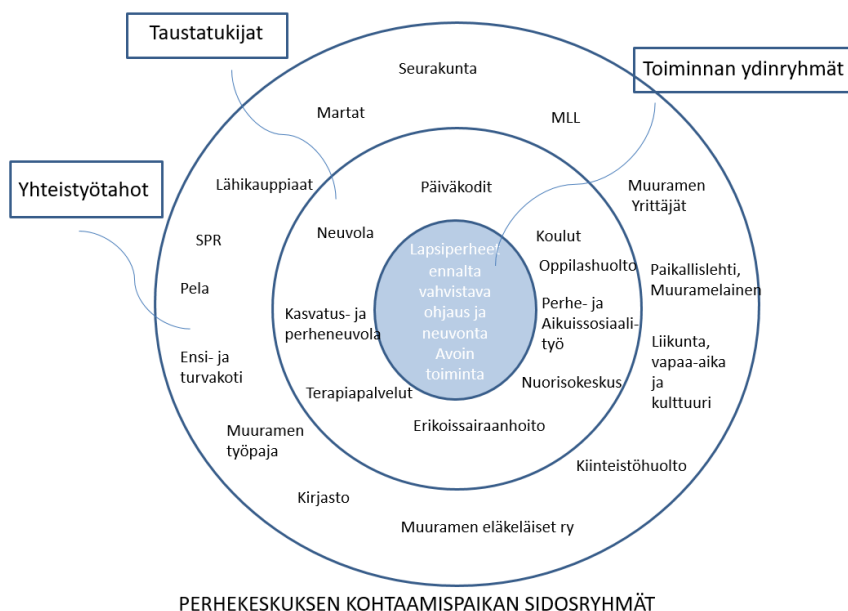 Taustatukijat
Toiminnan ydinryhmät
Yhteistyötahot
Seurakunta
Martat
MLL
Lähikauppiaat
Muuramen
Yrittäjät
SPR
Paikallislehti,
Muuramelainen
Pela
Liikunta,
vapaa-aika
ja
kulttuuri
Ensi- ja
turvakoti
Muuramen
työpaja
Kiinteistöhuolto
Kirjasto
Muuramen eläkeläiset ry
Päiväkodit
Neuvola
Koulut
Oppilashuolto
Kasvatus- ja
perheneuvola
Perhe- ja
Aikuissosiaali-
työ
Terapiapalvelut
Nuorisokeskus
Erikoissairaanhoito
Lapsiperheet
ennalta
vahvistava
ohjaus ja
neuvonta
Avoin
toiminta
PERHEKESKUKSEN KOHTAAMISPAIKAN SIDOSRYHMÄT